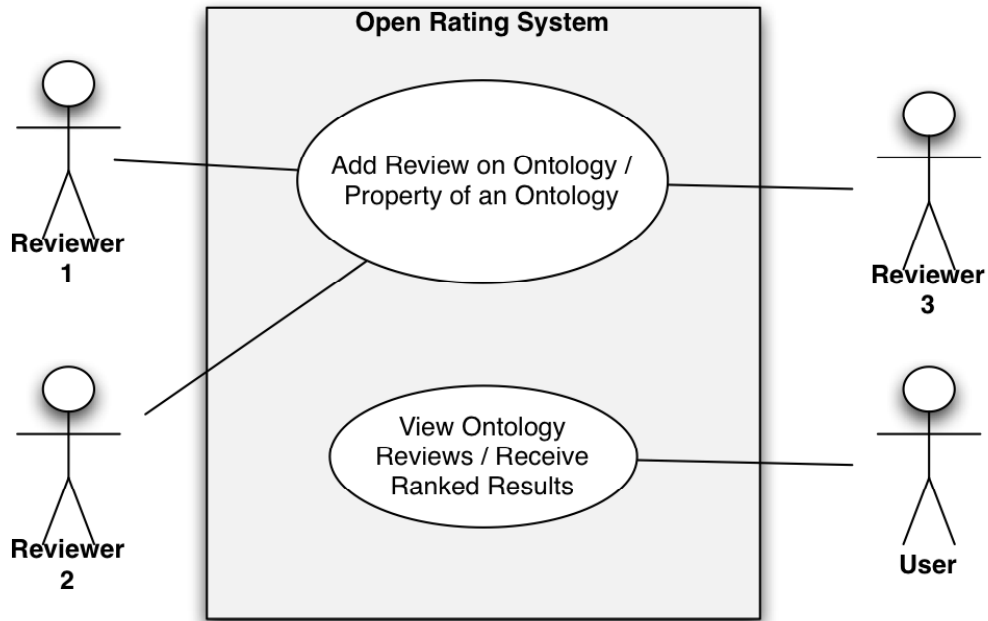 Open Rating System
Add Review on Ontology /
Property of an Ontology
Reviewer
1
Reviewer
3
View Ontology
Reviews / Receive
Ranked Results
Reviewer
2
User